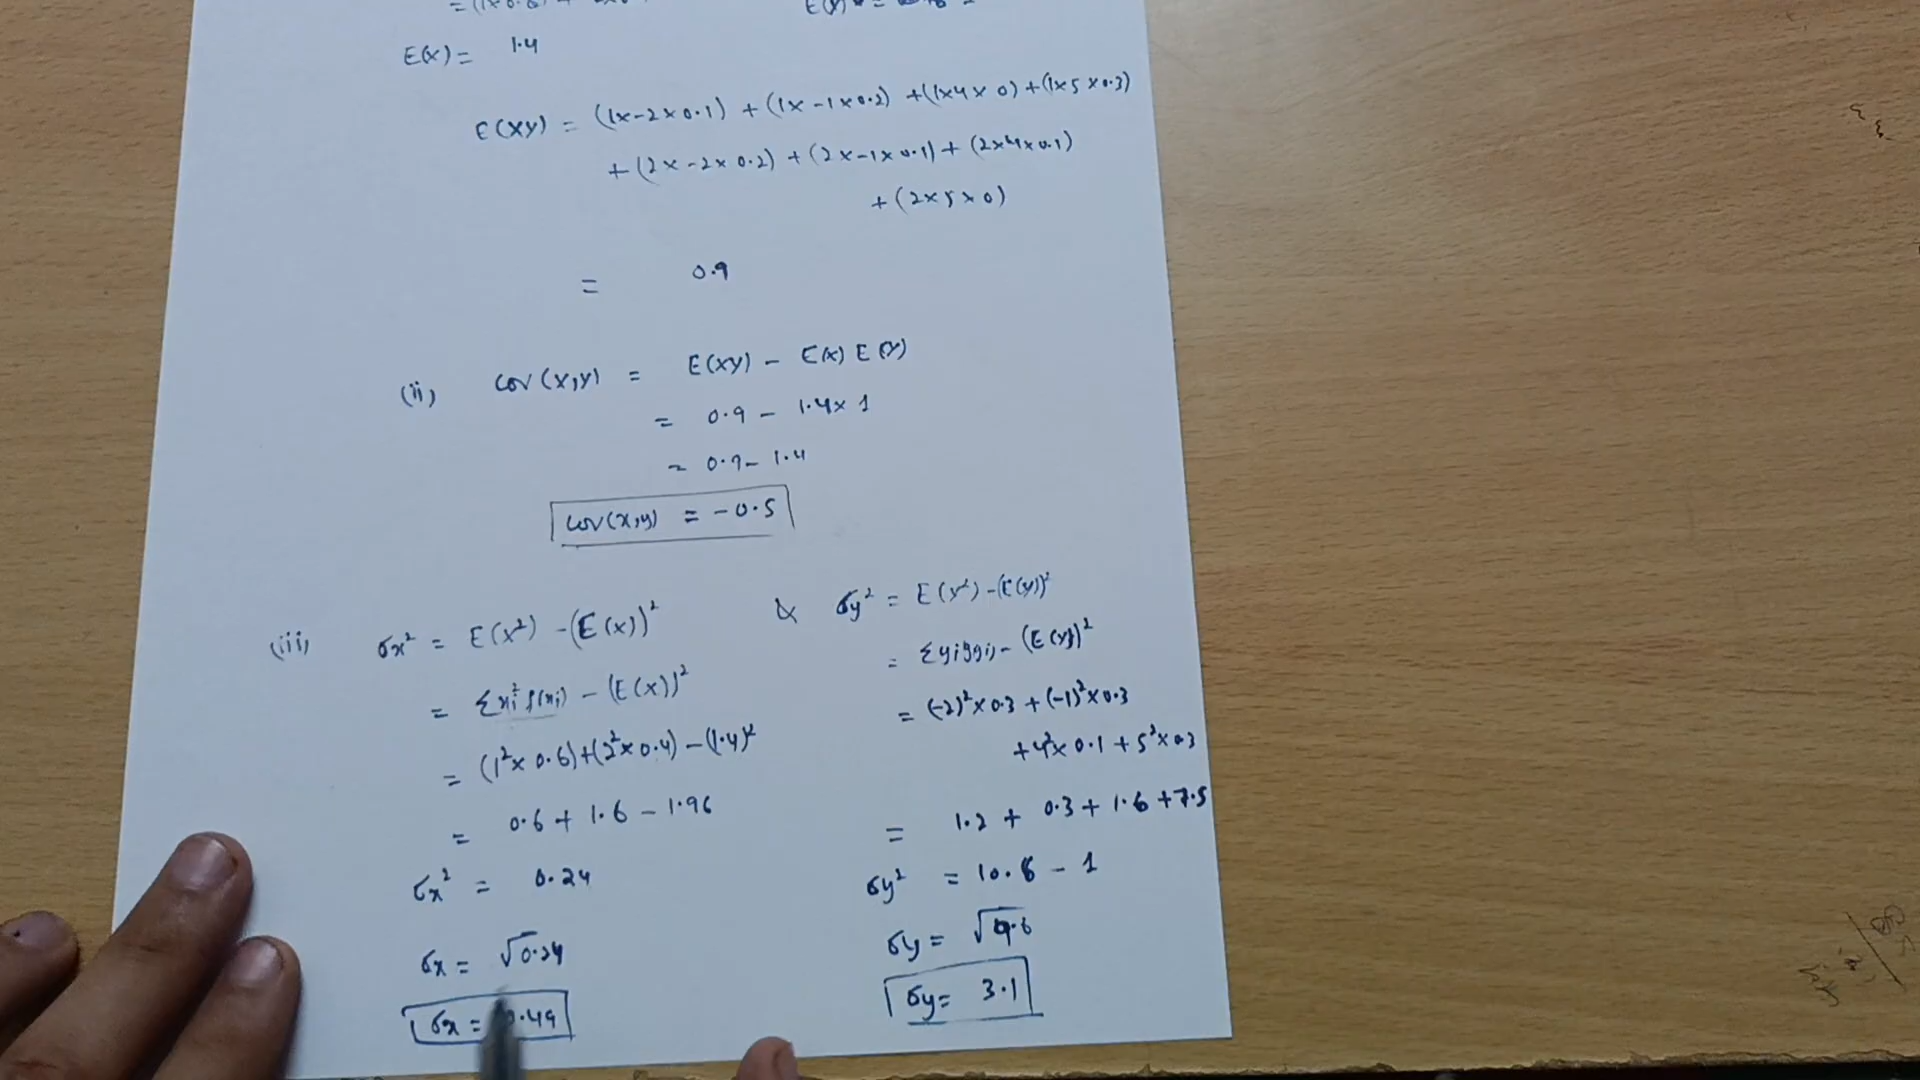 E(x) = 1.4
E(xy) = (1x-2x0.1) + (1x-1x0.2) +(1x4x0) +(1x5x0.3)
+ (2x-2x0.2) + (2x-1x0.1) + (2x4x0.1)
+ (2x5x0)
= 0.9
(ii) cov(x,y) = E(xy) - E(x) E(y)
= 0.9 - 1.4x1
= 0.9 - 1.4
cov(x,y) = -0.5
(iii) σx² = E(x²) - (E(x))²
= Σxi² f(xi) - (E(x))²
= (1²x0.6)+(2²x0.4)-(1.4)²
= 0.6 + 1.6 - 1.96
σx² = 0.24
σx = √0.24
σx = 0.49
& σy² = E(y²) - (E(y))²
= Σyig(yi) - (E(y))²
= (-2)²x0.3 + (-1)²x0.3
+4²x0.1 + 5²x0.3
= 1.2 + 0.3 + 1.6 + 7.5
σy² = 10.6 - 1
σy = √9.6
σy = 3.1